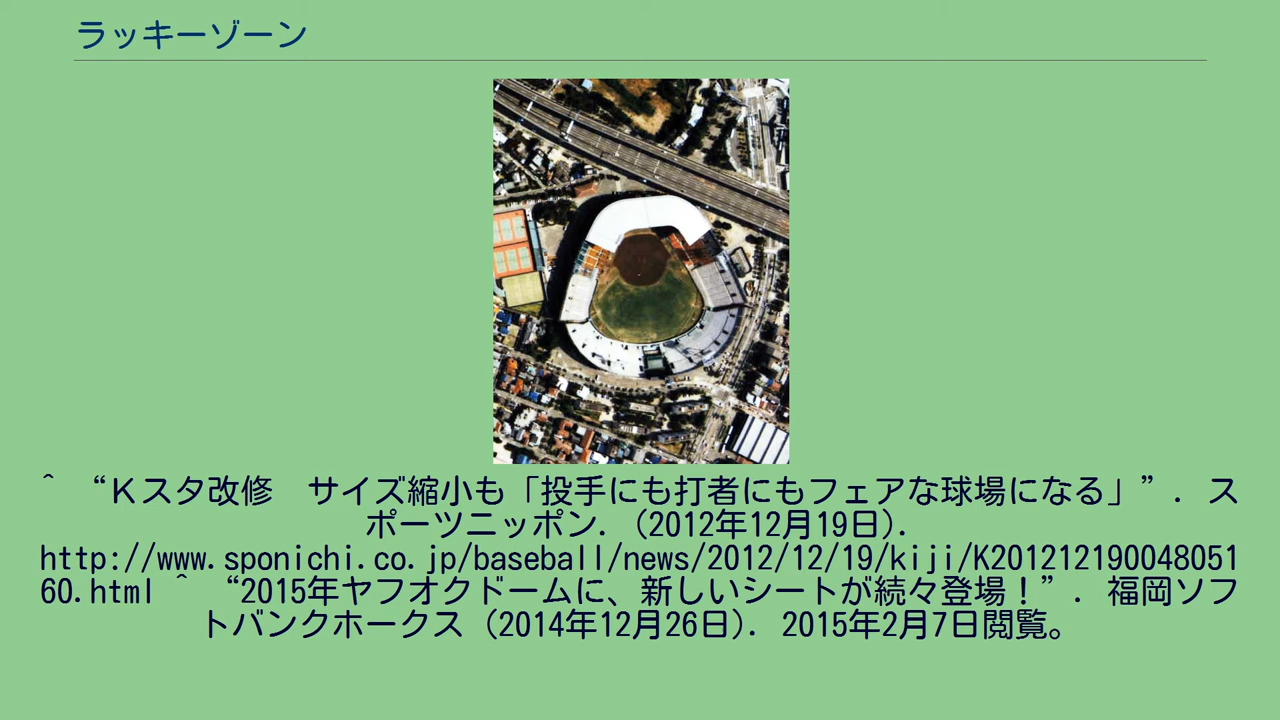 ラッキーゾーン
^ “Ｋスタ改修　サイズ縮小も「投手にも打者にもフェアな球場になる」”. ス
ポーツニッポン. (2012年12月19日).
http://www.sponichi.co.jp/baseball/news/2012/12/19/kiji/K201212190048051
60.html ^ “2015年ヤフオクドームに、新しいシートが続々登場！”. 福岡ソフ
トバンクホークス (2014年12月26日). 2015年2月7日閲覧。